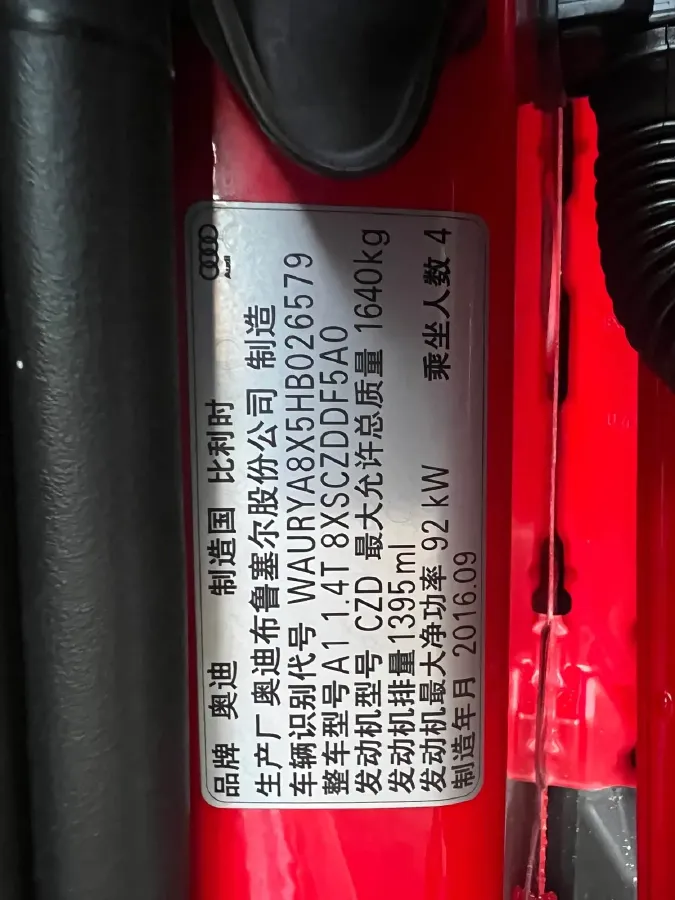 Audi
品牌 奥迪 制造国 比利时
生产厂 奥迪布鲁塞尔股份公司 制造
车辆识别代号 WAURYA8X5HB026579
整车型号 A1 1.4T 8XSCZDDF5A0
发动机型号 CZD 最大允许总质量 1640kg
发动机排量 1395ml
发动机最大净功率 92 kW 乘坐人数 4
制造年月 2016.09